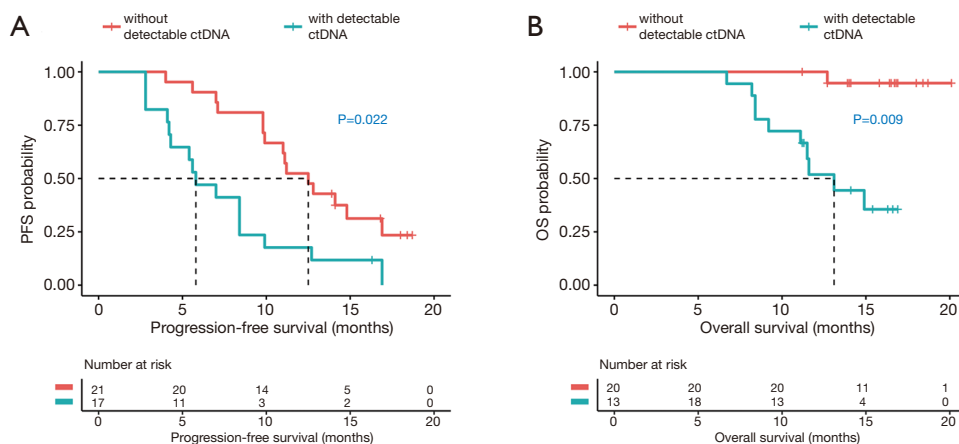 A
without
detectable ctDNA
with detectable
ctDNA
1.00
0.75
0.50
0.25
0.00
PFS probability
P=0.022
0 5 10 15 20
Progression-free survival (months)
Number at risk
21 20 14 5 0
17 11 3 2 0
0 5 10 15 20
Progression-free survival (months)
B
without
detectable ctDNA
with detectable
ctDNA
1.00
0.75
0.50
0.25
0.00
OS probability
P=0.009
0 5 10 15 20
Overall survival (months)
Number at risk
20 20 20 11 1
13 18 13 4 0
0 5 10 15 20
Overall survival (months)